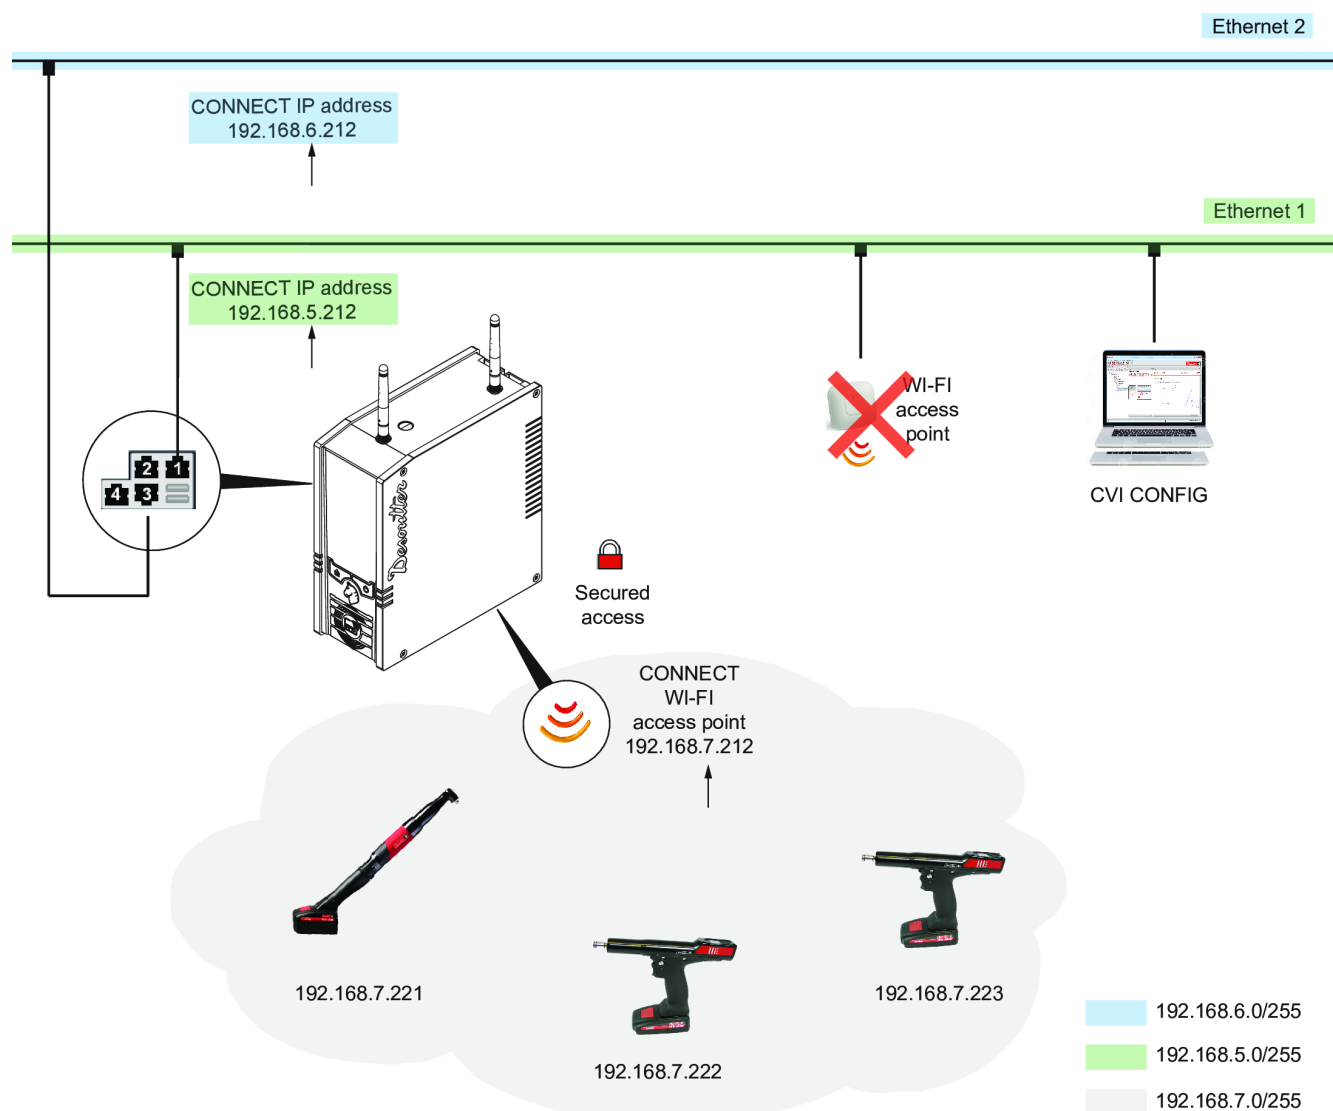 Ethernet 2
CONNECT IP address
192.168.6.212
Ethernet 1
CONNECT IP address
192.168.5.212
WI-FI
access
point
2
1
4
3
Desoutter
CVI CONFIG
Secured
access
CONNECT
WI-FI
access point
192.168.7.212
192.168.7.221
192.168.7.222
192.168.7.223
192.168.6.0/255
192.168.5.0/255
192.168.7.0/255